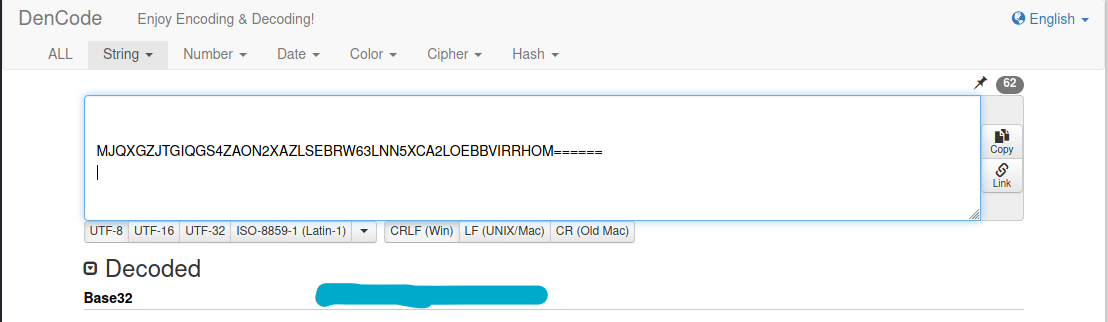 DenCode Enjoy Encoding & Decoding! English
ALL String Number Date Color Cipher Hash
62
MJQXGZJTGIQGS4ZAON2XAZLSEBRW63LNN5XCA2LOEBBVIRRHOM======
Copy
Link
UTF-8 UTF-16 UTF-32 ISO-8859-1 (Latin-1) CRLF (Win) LF (UNIX/Mac) CR (Old Mac)
Decoded
Base32